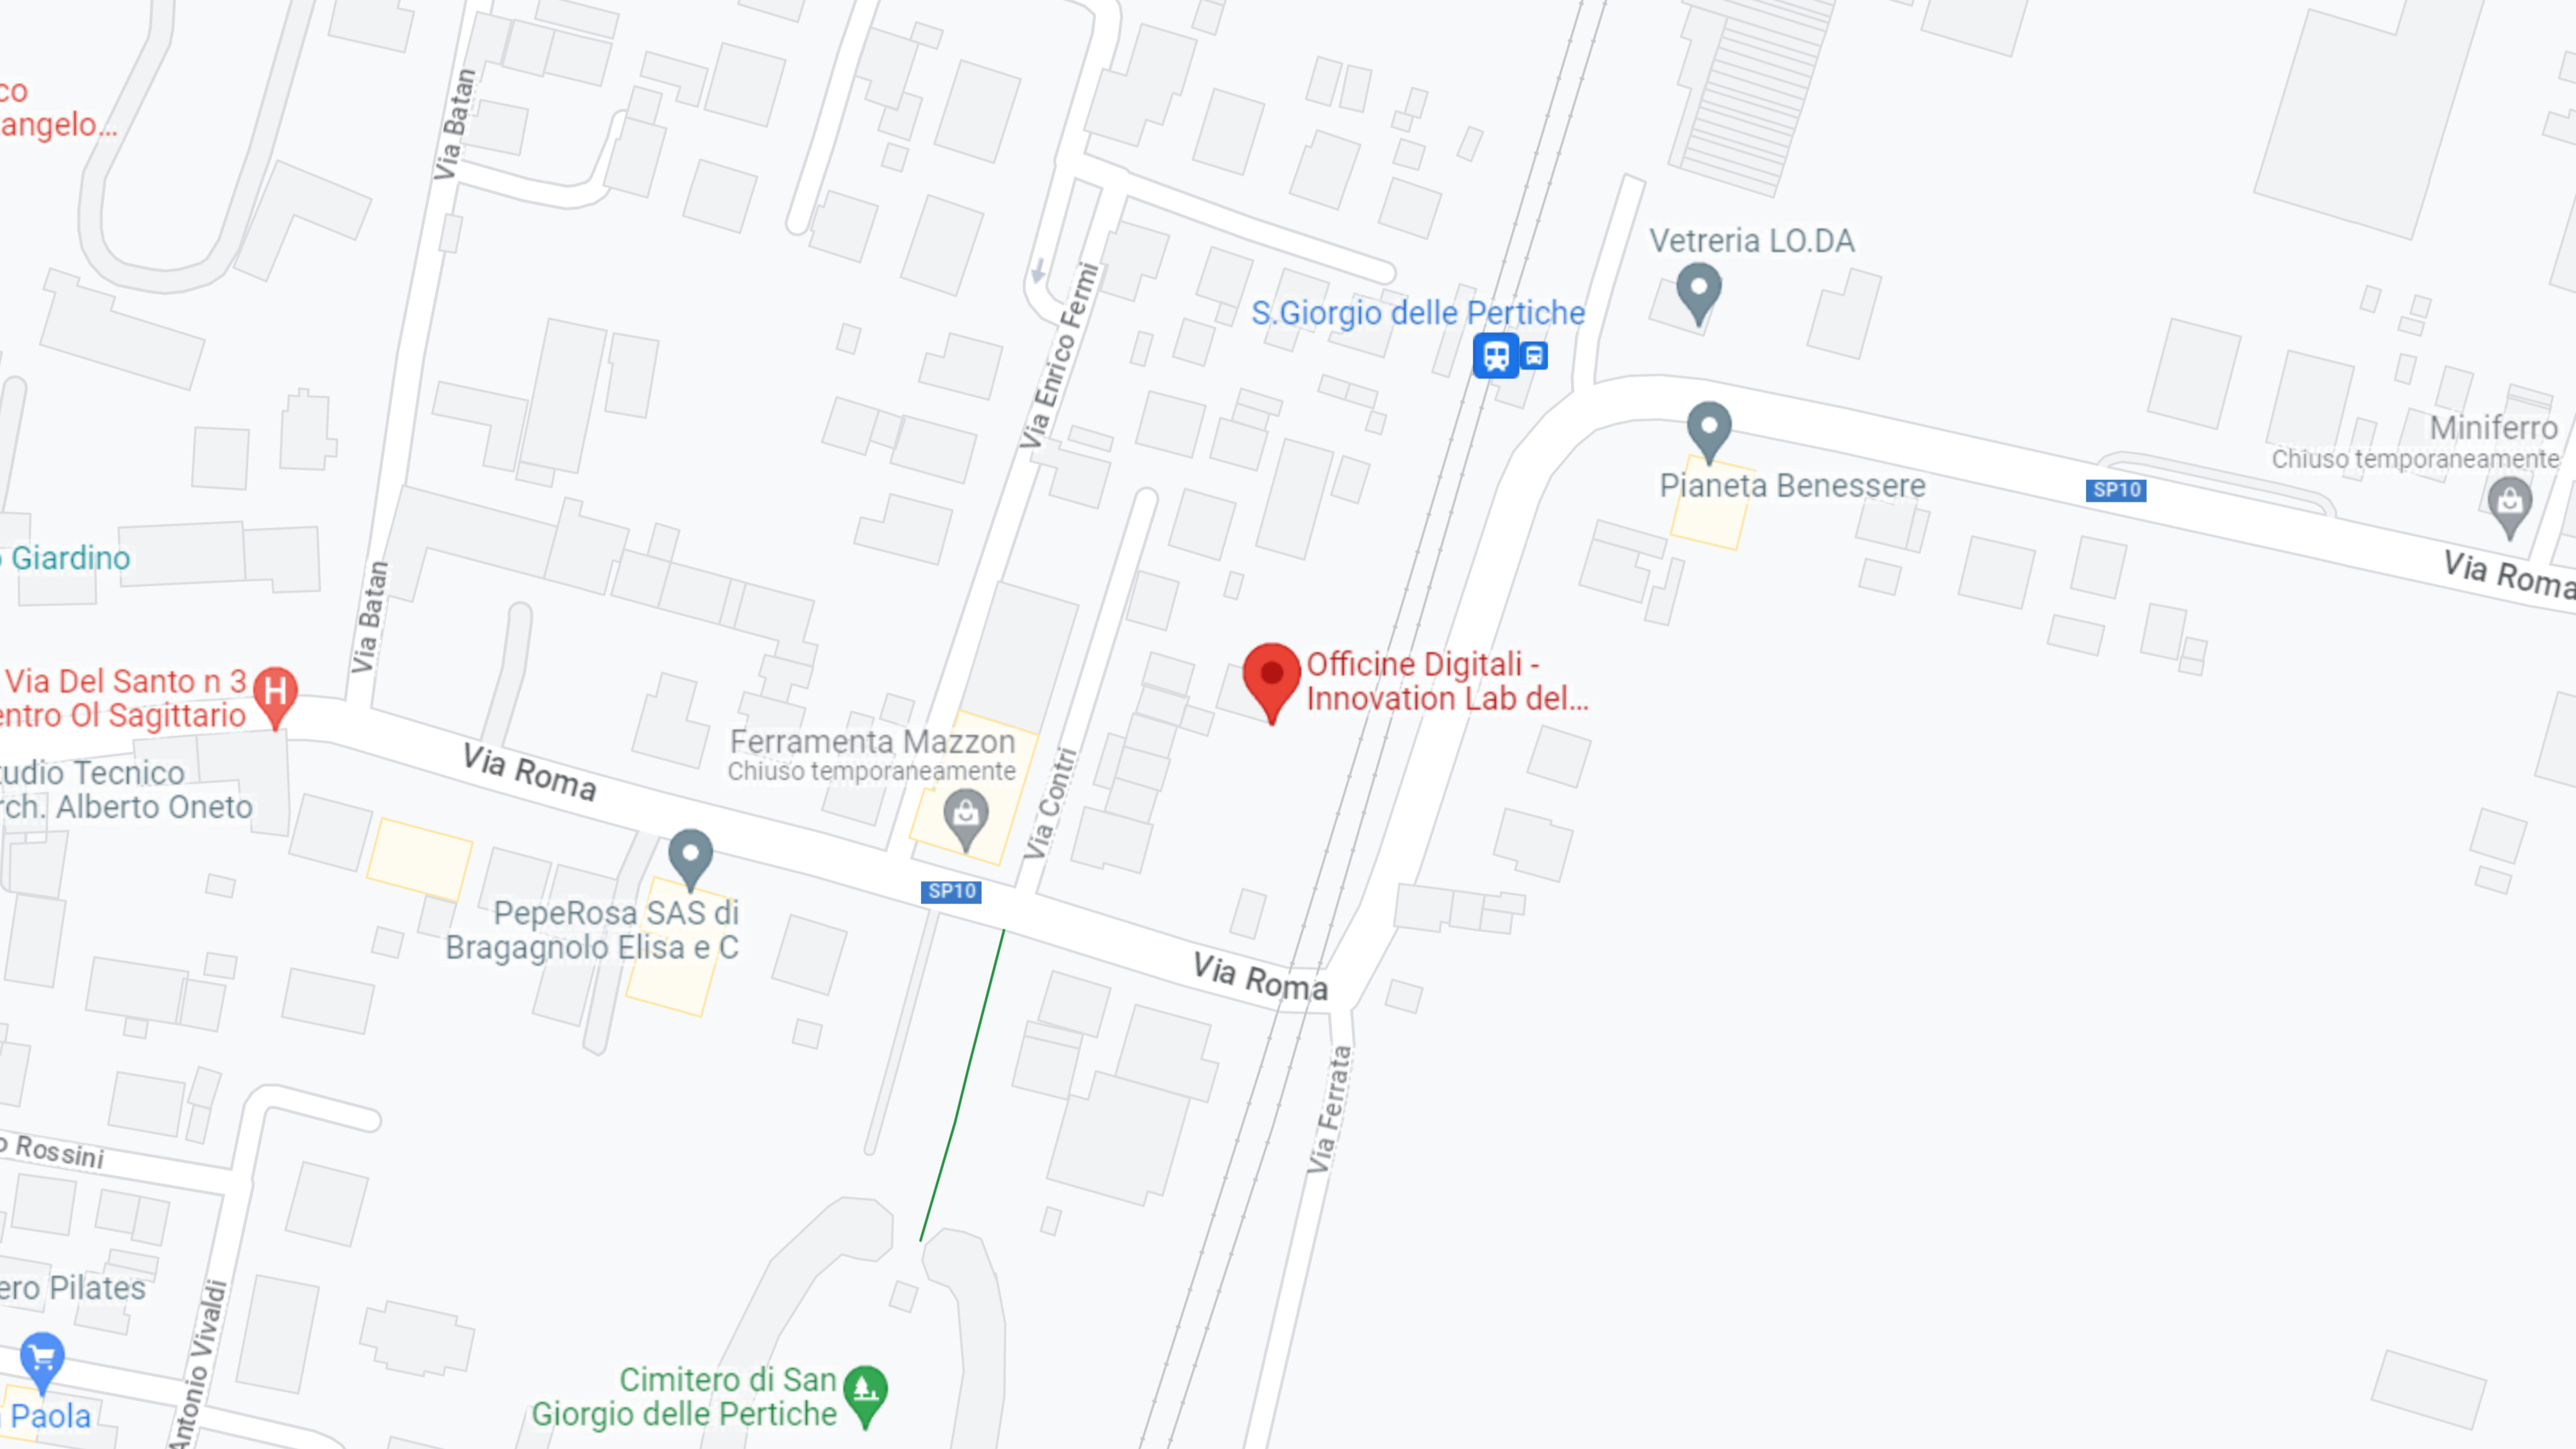 co
angelo...
Via Batan
Vetreria LO.DA
S.Giorgio delle Pertiche
Via Enrico Fermi
Pianeta Benessere
Miniferro
Chiuso temporaneamente
SP10
Via Roma
o Giardino
Via Batan
Via Del Santo n 3
entro Ol Sagittario
H
Officine Digitali -
Innovation Lab del...
Ferramenta Mazzon
Chiuso temporaneamente
Via Roma
Via Contri
tudio Tecnico
rch. Alberto Oneto
SP10
PepeRosa SAS di
Bragagnolo Elisa e C
Via Roma
Via Ferrata
o Rossini
ero Pilates
Antonio Vivaldi
Paola
Cimitero di San
Giorgio delle Pertiche